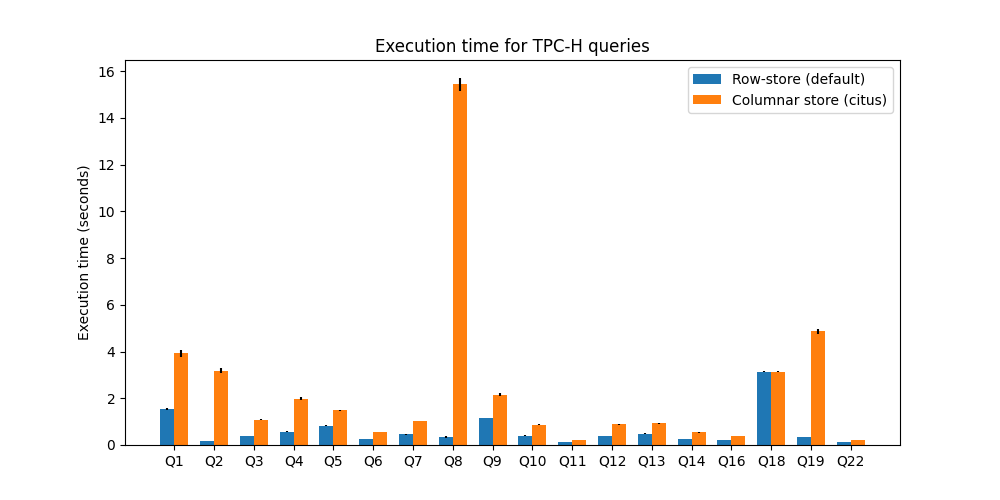 Execution time for TPC-H queries
Row-store (default)
Columnar store (citus)
Execution time (seconds)
16
14
12
10
8
6
4
2
0
Q1 Q2 Q3 Q4 Q5 Q6 Q7 Q8 Q9 Q10 Q11 Q12 Q13 Q14 Q16 Q18 Q19 Q22